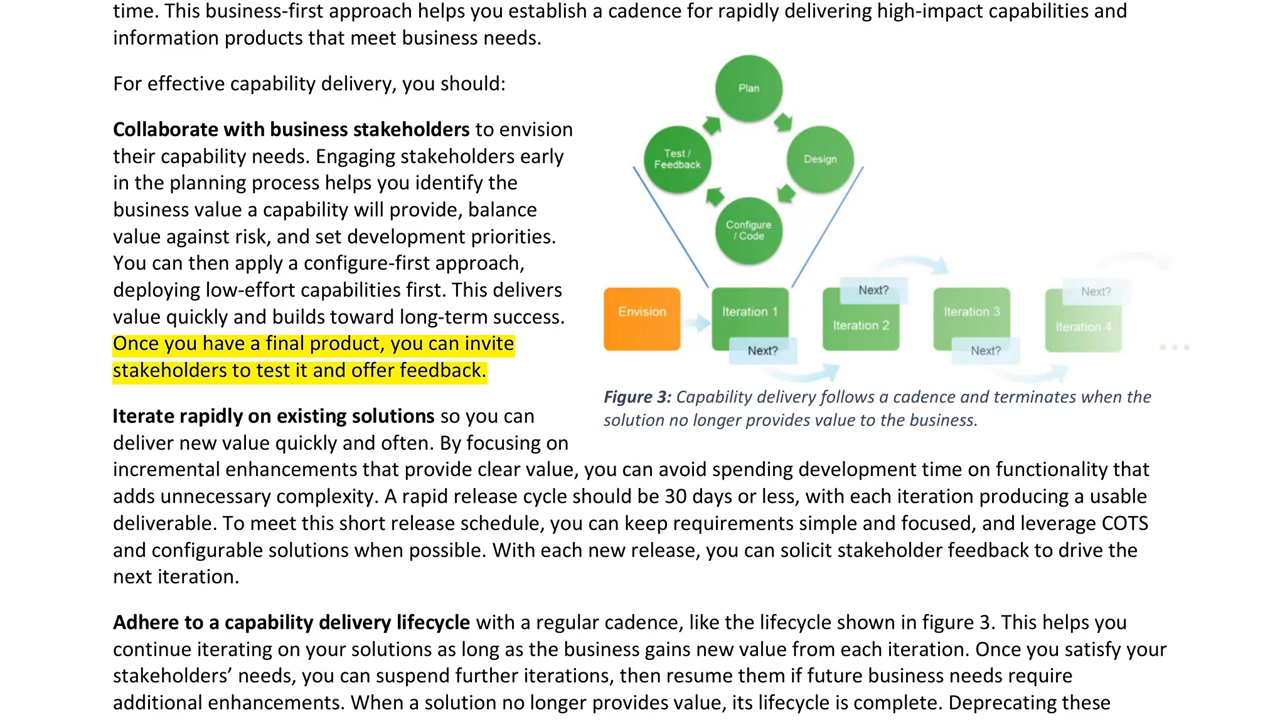 time. This business-first approach helps you establish a cadence for rapidly delivering high-impact capabilities and
information products that meet business needs.
For effective capability delivery, you should:
Collaborate with business stakeholders to envision
their capability needs. Engaging stakeholders early
in the planning process helps you identify the
business value a capability will provide, balance
value against risk, and set development priorities.
You can then apply a configure-first approach,
deploying low-effort capabilities first. This delivers
value quickly and builds toward long-term success.
Once you have a final product, you can invite
stakeholders to test it and offer feedback.
Plan
Test /
Feedback
Design
Configure
/ Code
Envision
Iteration 1
Next?
Next?
Iteration 2
Iteration 3
Next?
Next?
Iteration 4
Figure 3: Capability delivery follows a cadence and terminates when the
solution no longer provides value to the business.
Iterate rapidly on existing solutions so you can
deliver new value quickly and often. By focusing on
incremental enhancements that provide clear value, you can avoid spending development time on functionality that
adds unnecessary complexity. A rapid release cycle should be 30 days or less, with each iteration producing a usable
deliverable. To meet this short release schedule, you can keep requirements simple and focused, and leverage COTS
and configurable solutions when possible. With each new release, you can solicit stakeholder feedback to drive the
next iteration.
Adhere to a capability delivery lifecycle with a regular cadence, like the lifecycle shown in figure 3. This helps you
continue iterating on your solutions as long as the business gains new value from each iteration. Once you satisfy your
stakeholders’ needs, you can suspend further iterations, then resume them if future business needs require
additional enhancements. When a solution no longer provides value, its lifecycle is complete. Deprecating these